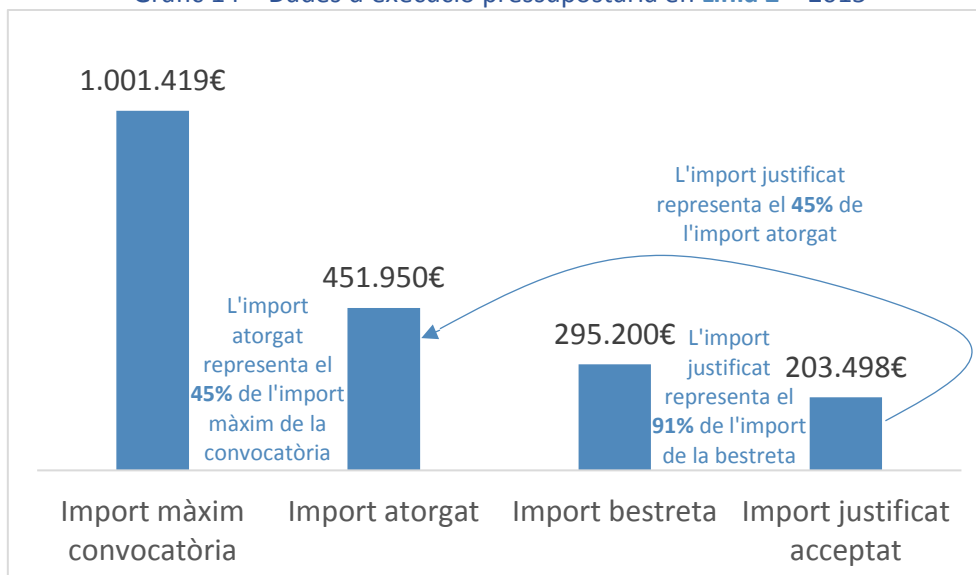 1.001.419€
L'import justificat
representa el 45% de
l'import atorgat
451.950€
L'import
atorgat
representa el
45% de l'import
màxim de la
convocatòria
295.200€
L'import
justificat
representa el
91% de l'import
de la bestreta
203.498€
Import màxim
convocatòria
Import atorgat
Import bestreta
Import justificat
acceptat